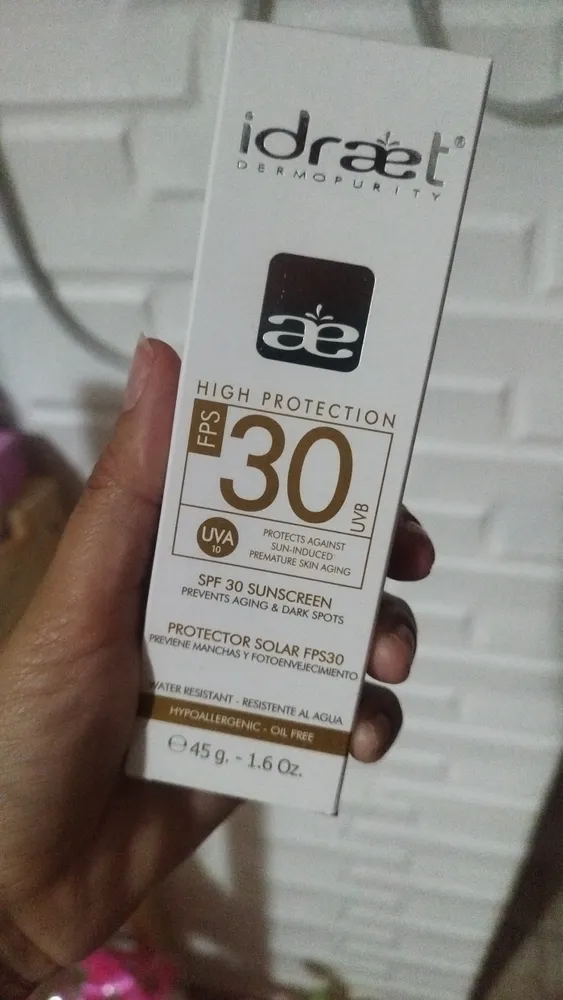 idraet®
DERMOPURITY
æ
HIGH PROTECTION
FPS
30
UVB
UVA
10
PROTECTS AGAINST
SUN-INDUCED
PREMATURE SKIN AGING
SPF 30 SUNSCREEN
PREVENTS AGING & DARK SPOTS
PROTECTOR SOLAR FPS30
PREVIENE MANCHAS Y FOTOENVEJECIMIENTO
WATER RESISTANT - RESISTENTE AL AGUA
HYPOALLERGENIC - OIL FREE
℮ 45 g. - 1.6 Oz.